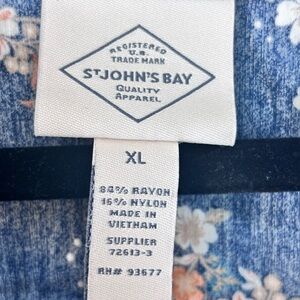 REGISTERED
U.S.
TRADE MARK
ST JOHN'S BAY
QUALITY
APPAREL
XL
84% RAYON
16% NYLON
MADE IN
VIETNAM
SUPPLIER
72613-3
RN# 93677